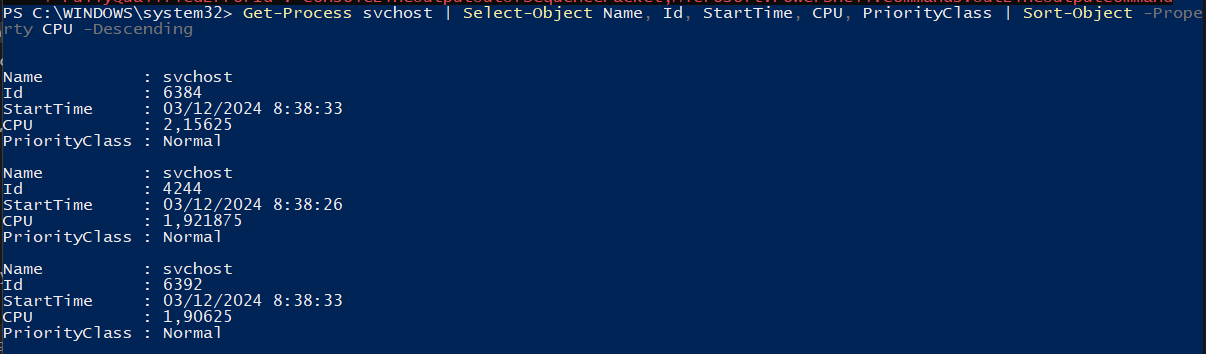 PS C:\WINDOWS\system32> Get-Process svchost | Select-Object Name, Id, StartTime, CPU, PriorityClass | Sort-Object -Prope
rty CPU -Descending
Name : svchost
Id : 6384
StartTime : 03/12/2024 8:38:33
CPU : 2,15625
PriorityClass : Normal
Name : svchost
Id : 4244
StartTime : 03/12/2024 8:38:26
CPU : 1,921875
PriorityClass : Normal
Name : svchost
Id : 6392
StartTime : 03/12/2024 8:38:33
CPU : 1,90625
PriorityClass : Normal